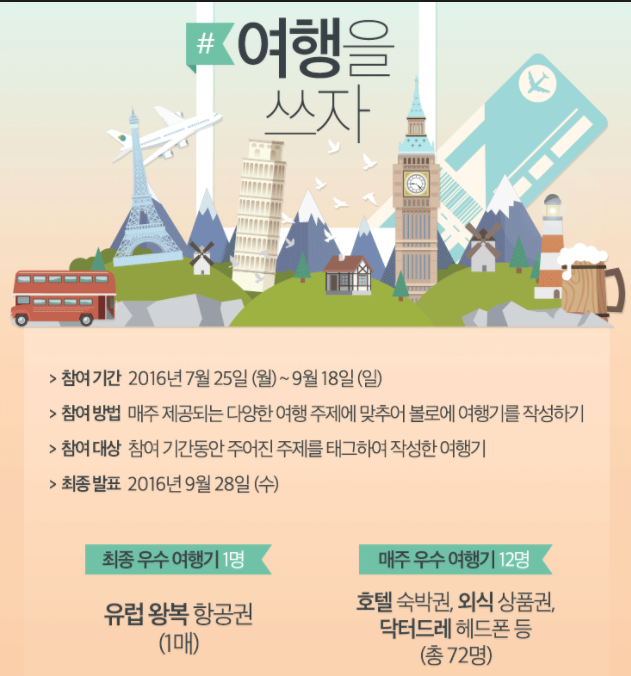 # 여행을
쓰자
> 참여 기간 2016년 7월 25일 (월) ~ 9월 18일 (일)
> 참여 방법 매주 제공되는 다양한 여행 주제에 맞추어 볼로에 여행기를 작성하기
> 참여 대상 참여 기간동안 주어진 주제를 태그하여 작성한 여행기
> 최종 발표 2016년 9월 28일 (수)
최종 우수 여행기 1명
유럽 왕복 항공권
(1매)
매주 우수 여행기 12명
호텔 숙박권, 외식 상품권,
닥터드레 헤드폰 등
(총 72명)